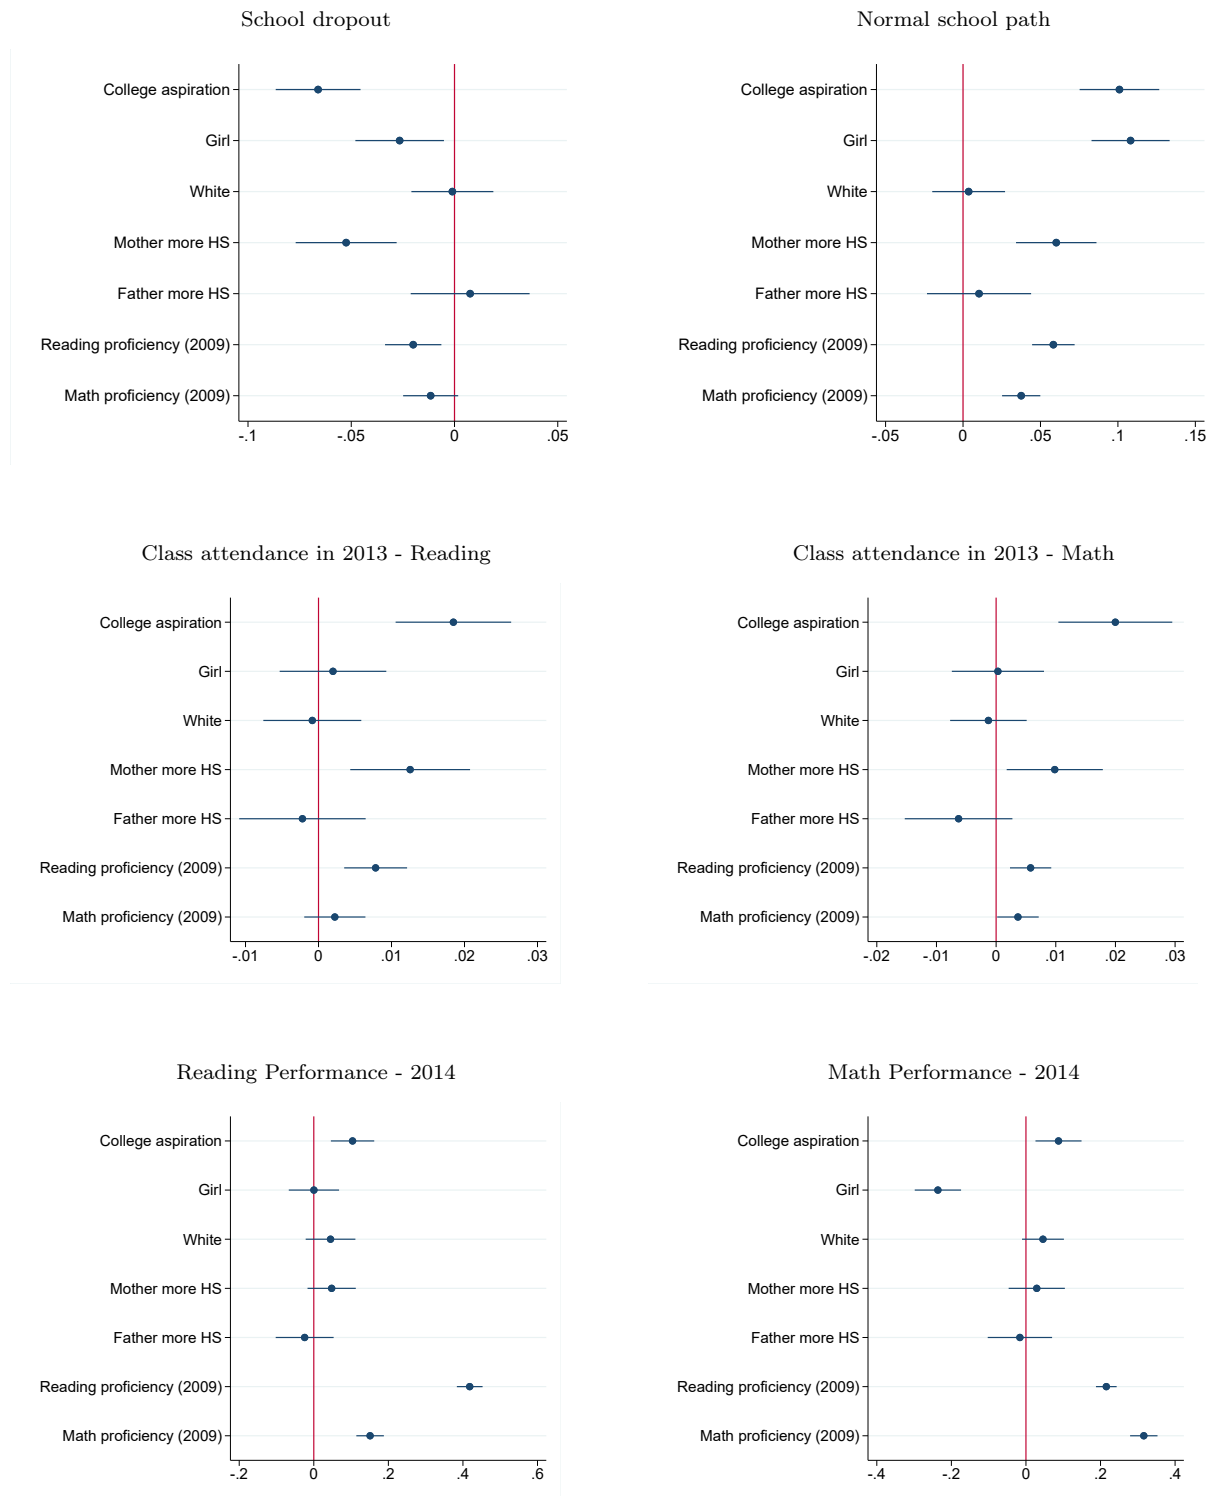 School dropout
College aspiration
Girl
White
Mother more HS
Father more HS
Reading proficiency (2009)
Math proficiency (2009)
-.1 -.05 0 .05
Normal school path
College aspiration
Girl
White
Mother more HS
Father more HS
Reading proficiency (2009)
Math proficiency (2009)
-.05 0 .05 .1 .15
Class attendance in 2013 - Reading
College aspiration
Girl
White
Mother more HS
Father more HS
Reading proficiency (2009)
Math proficiency (2009)
-.01 0 .01 .02 .03
Class attendance in 2013 - Math
College aspiration
Girl
White
Mother more HS
Father more HS
Reading proficiency (2009)
Math proficiency (2009)
-.02 -.01 0 .01 .02 .03
Reading Performance - 2014
College aspiration
Girl
White
Mother more HS
Father more HS
Reading proficiency (2009)
Math proficiency (2009)
-.2 0 .2 .4 .6
Math Performance - 2014
College aspiration
Girl
White
Mother more HS
Father more HS
Reading proficiency (2009)
Math proficiency (2009)
-.4 -.2 0 .2 .4